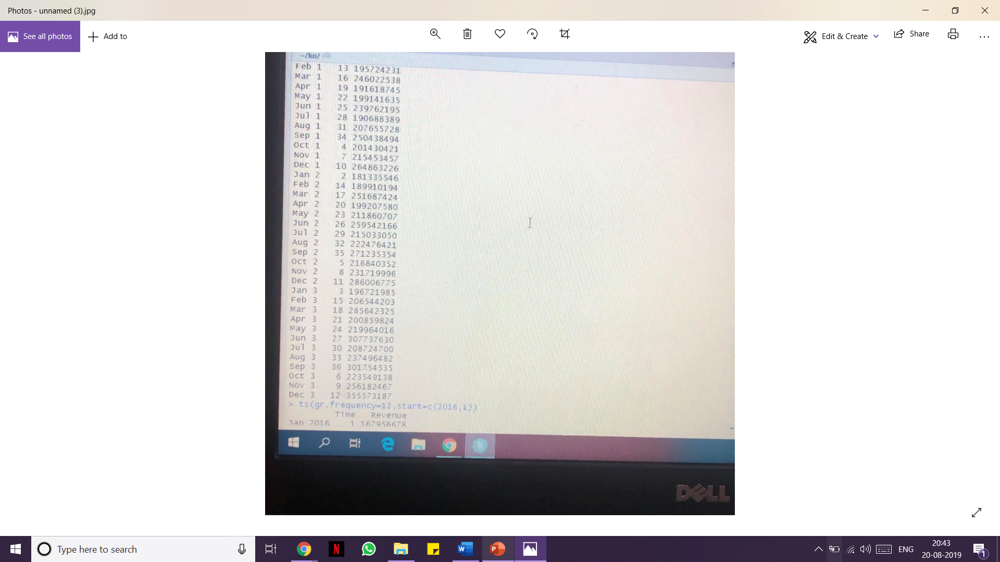 Photos - unnamed (3).jpg
See all photos
Add to
Edit & Create
Share
~/kn/
Feb 1 13 195724231
Mar 1 16 246022538
Apr 1 19 191618745
May 1 22 199141635
Jun 1 25 239762195
Jul 1 28 190688389
Aug 1 31 207655728
Sep 1 34 250438494
Oct 1 4 201430421
Nov 1 7 215453457
Dec 1 10 264863226
Jan 2 2 181335546
Feb 2 14 189910194
Mar 2 17 251687424
Apr 2 20 199207580
May 2 23 211860707
Jun 2 26 259542166
Jul 2 29 215033050
Aug 2 32 222476421
Sep 2 35 271235354
Oct 2 5 216840352
Nov 2 8 231719996
Dec 2 11 286006775
Jan 3 3 196721985
Feb 3 15 206544203
Mar 3 18 285642325
Apr 3 21 200859824
May 3 24 219964016
Jun 3 27 307737630
Jul 3 30 208724700
Aug 3 33 237496482
Sep 3 36 301754535
Oct 3 6 223549138
Nov 3 9 256182467
Dec 3 12 355573187
> ts(gr,frequency=12,start=c(2016,1))
Time Revenue
Jan 2016 1 167956678
R
DELL
Type here to search
N
W
P
ENG
20:43
20-08-2019
1